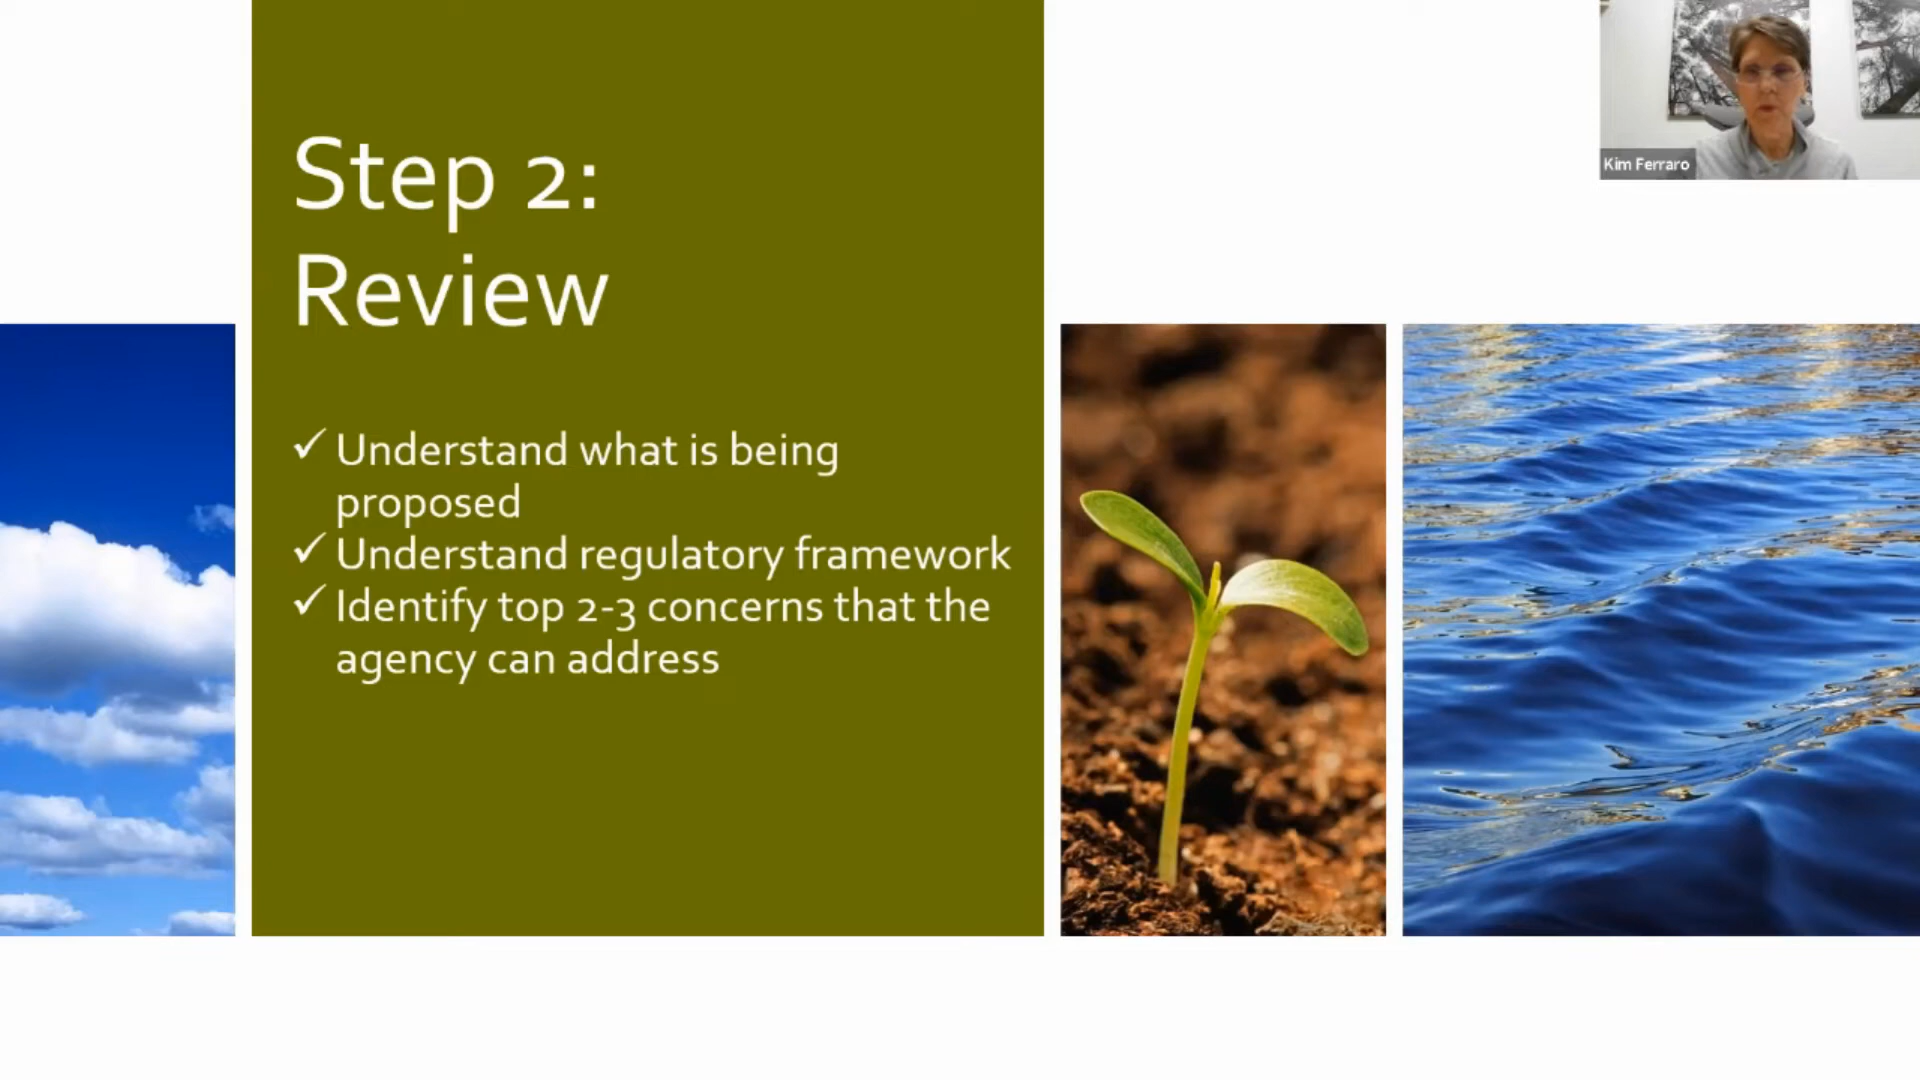 Step 2:
Review
✓ Understand what is being
proposed
✓ Understand regulatory framework
✓ Identify top 2-3 concerns that the
agency can address
Kim Ferraro